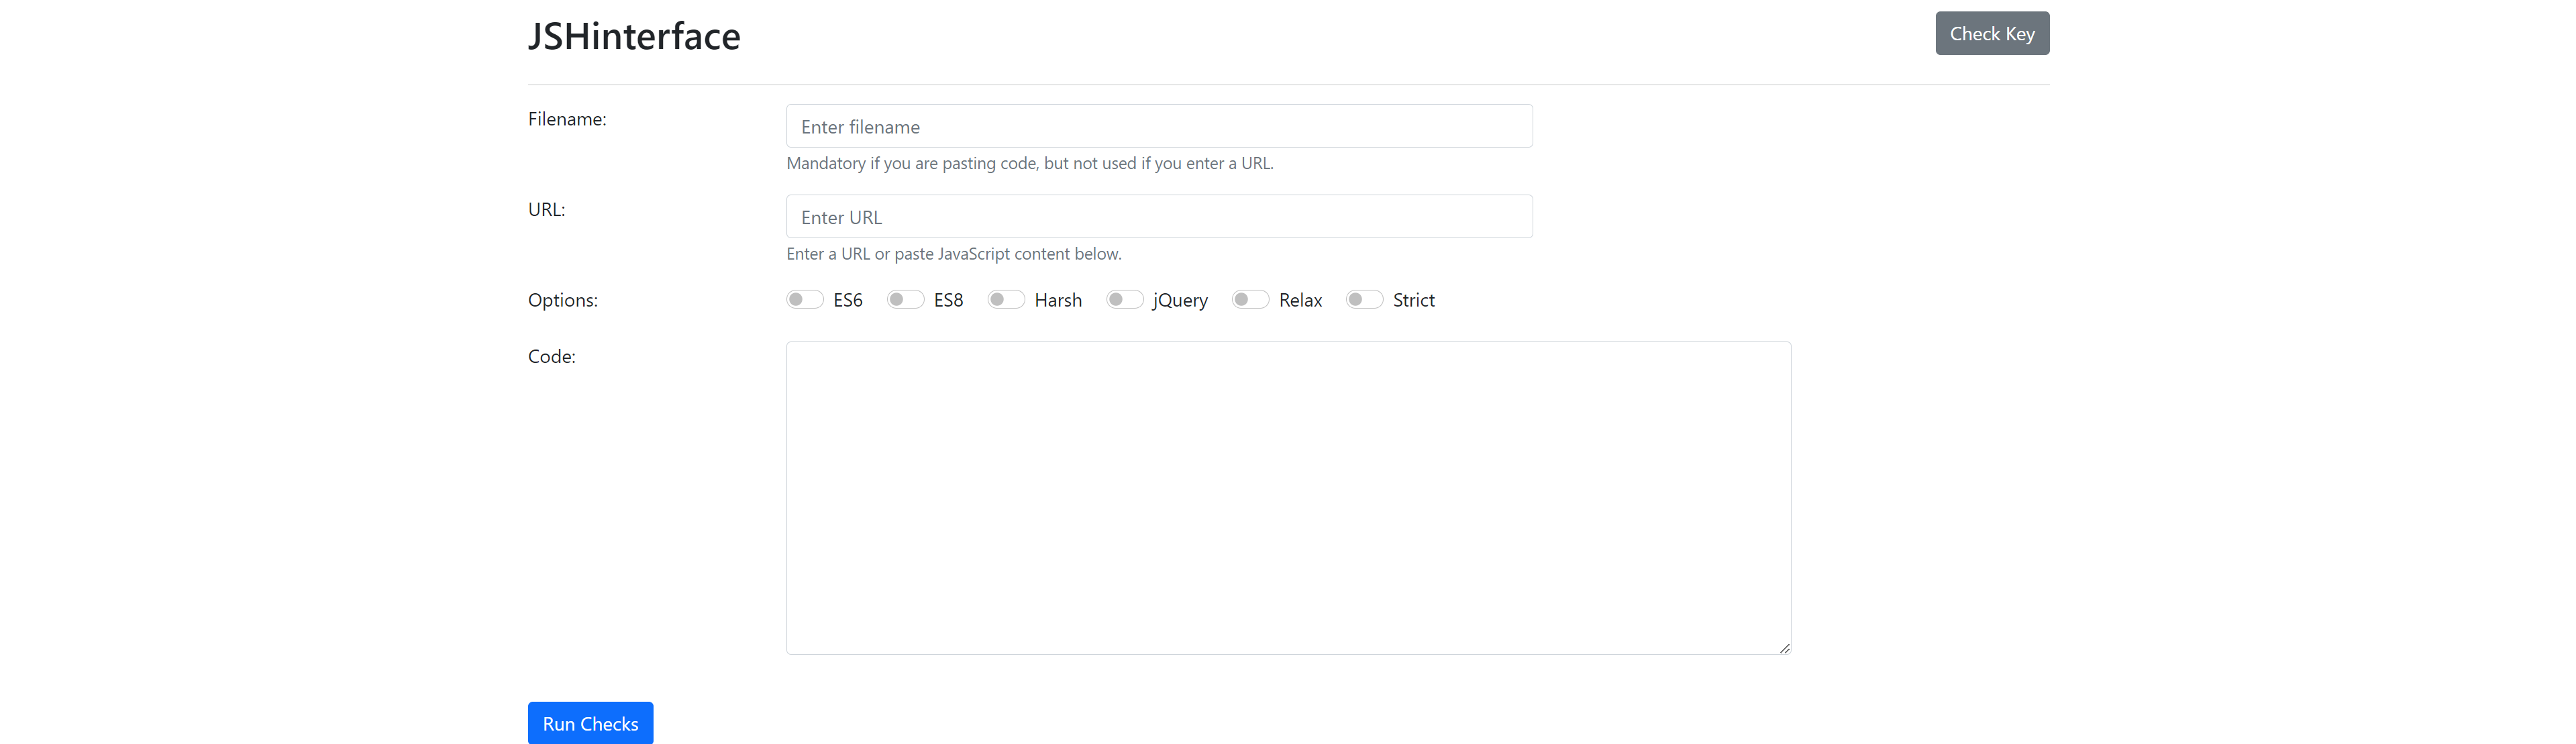 JSHinterface
Check Key
Filename:
Enter filename
Mandatory if you are pasting code, but not used if you enter a URL.
URL:
Enter URL
Enter a URL or paste JavaScript content below.
Options:
ES6 ES8 Harsh jQuery Relax Strict
Code:
Run Checks